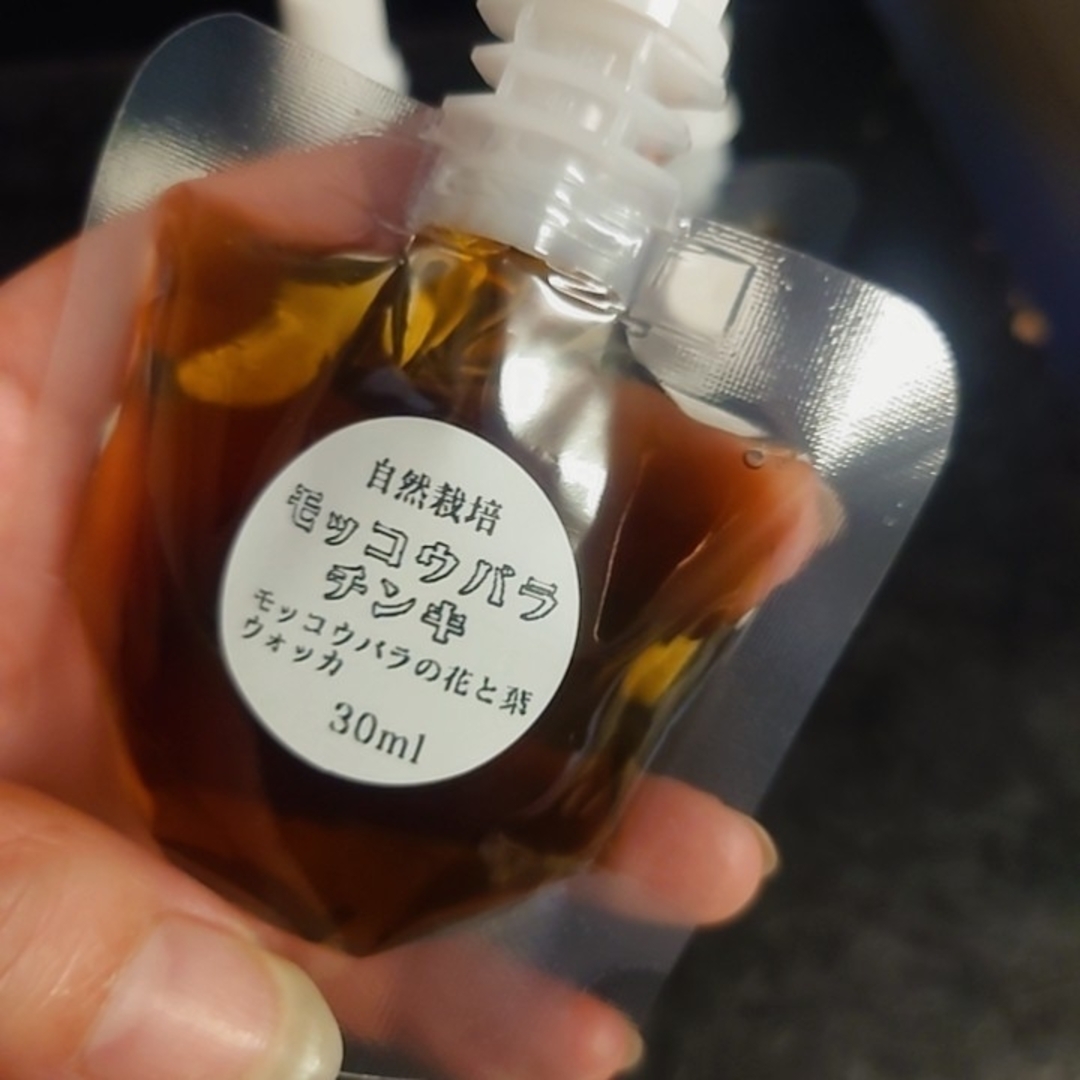 自然栽培
モッコウバラ
チンキ
モッコウバラの花と葉
ウォッカ
30ml